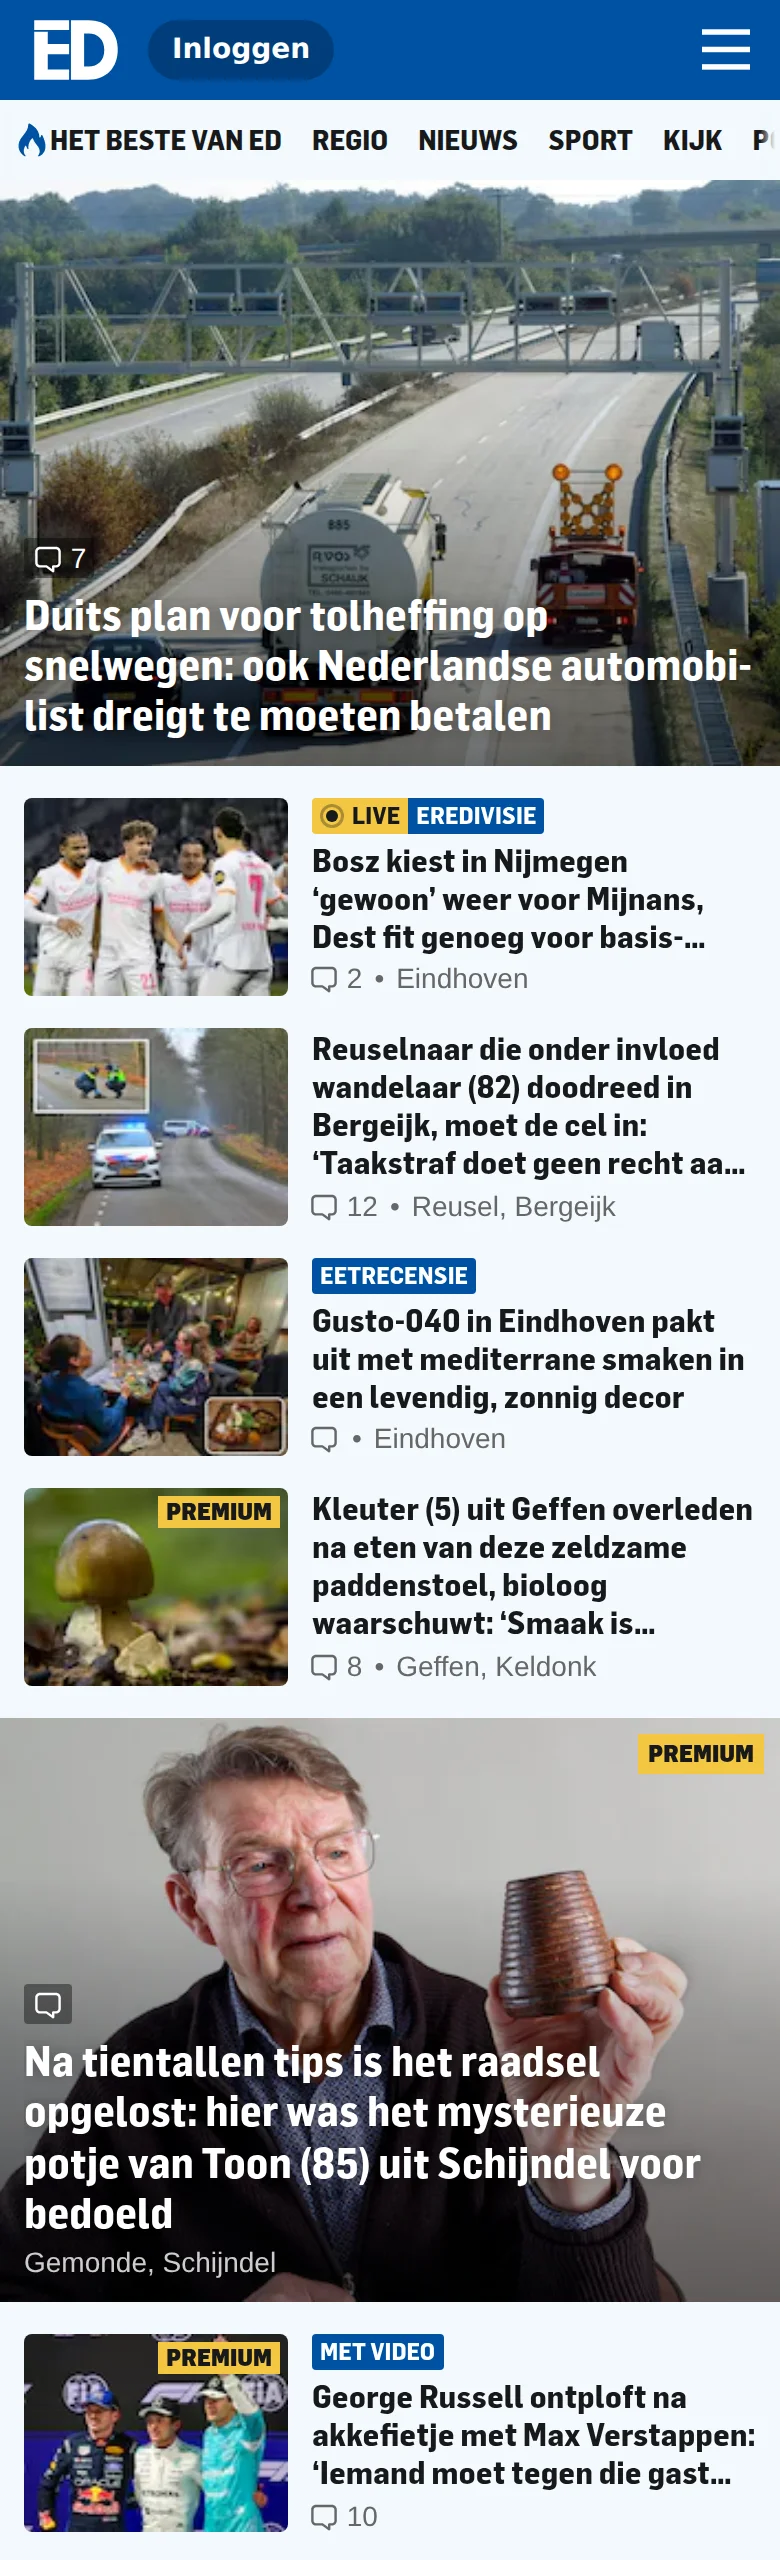 ED
Inloggen
HET BESTE VAN ED REGIO NIEUWS SPORT KIJK
885
SCHAIJK
7
Duits plan voor tolheffing op
snelwegen: ook Nederlandse automobi-
list dreigt te moeten betalen
LIVE EREDIVISIE
Bosz kiest in Nijmegen
‘gewoon’ weer voor Mijnans,
Dest fit genoeg voor basis-...
7
21
2 • Eindhoven
Reuselnaar die onder invloed
wandelaar (82) doodreed in
Bergeijk, moet de cel in:
‘Taakstraf doet geen recht aa...
12 • Reusel, Bergeijk
EETRECENSIE
Gusto-040 in Eindhoven pakt
uit met mediterrane smaken in
een levendig, zonnig decor
• Eindhoven
PREMIUM
Kleuter (5) uit Geffen overleden
na eten van deze zeldzame
paddenstoel, bioloog
waarschuwt: ‘Smaak is...
8 • Geffen, Keldonk
PREMIUM
Na tientallen tips is het raadsel
opgelost: hier was het mysterieuze
potje van Toon (85) uit Schijndel voor
bedoeld
Gemonde, Schijndel
PREMIUM
MET VIDEO
George Russell ontploft na
akkefietje met Max Verstappen:
‘Iemand moet tegen die gast...
10